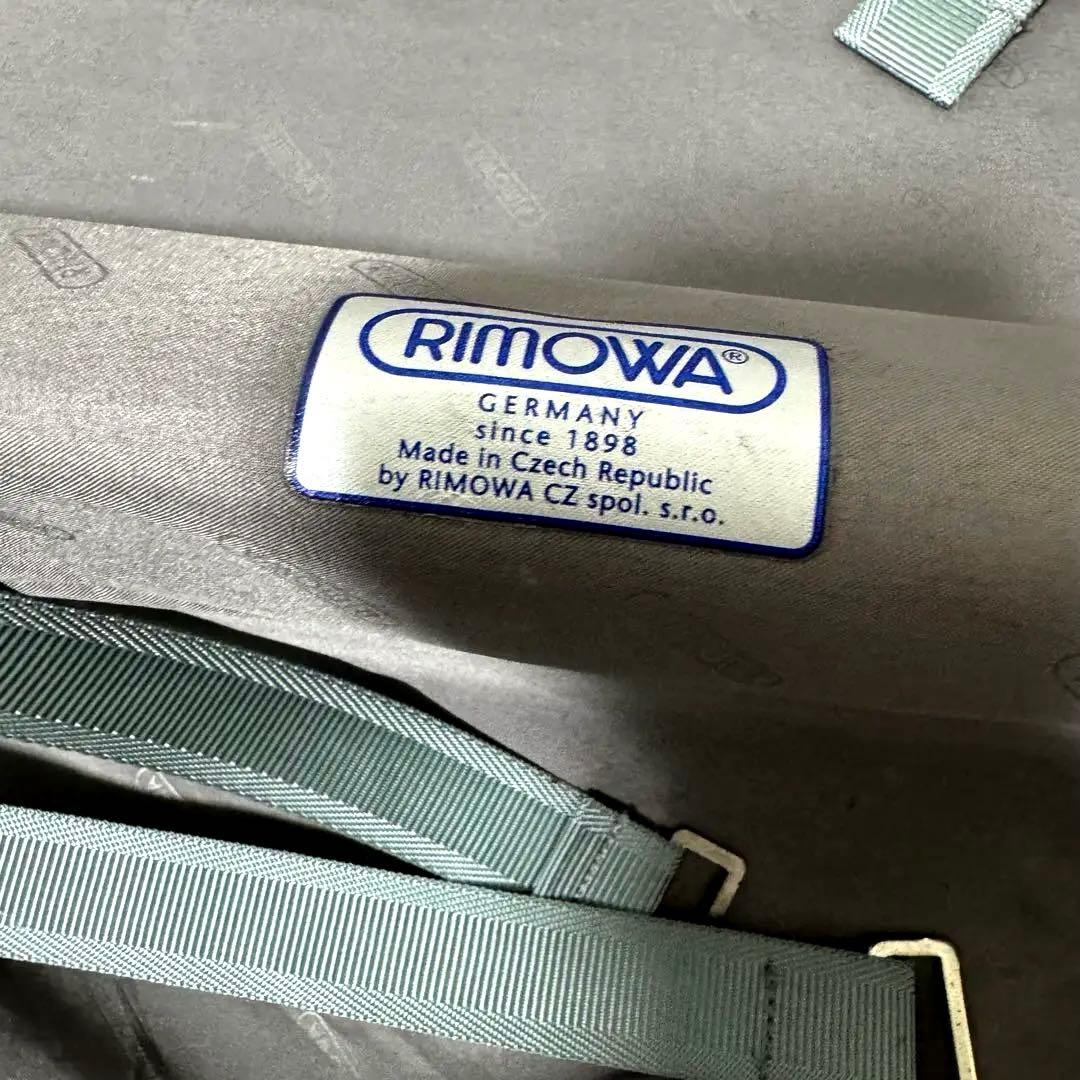 RIMOWA®
GERMANY
since 1898
Made in Czech Republic
by RIMOWA CZ spol. s.r.o.